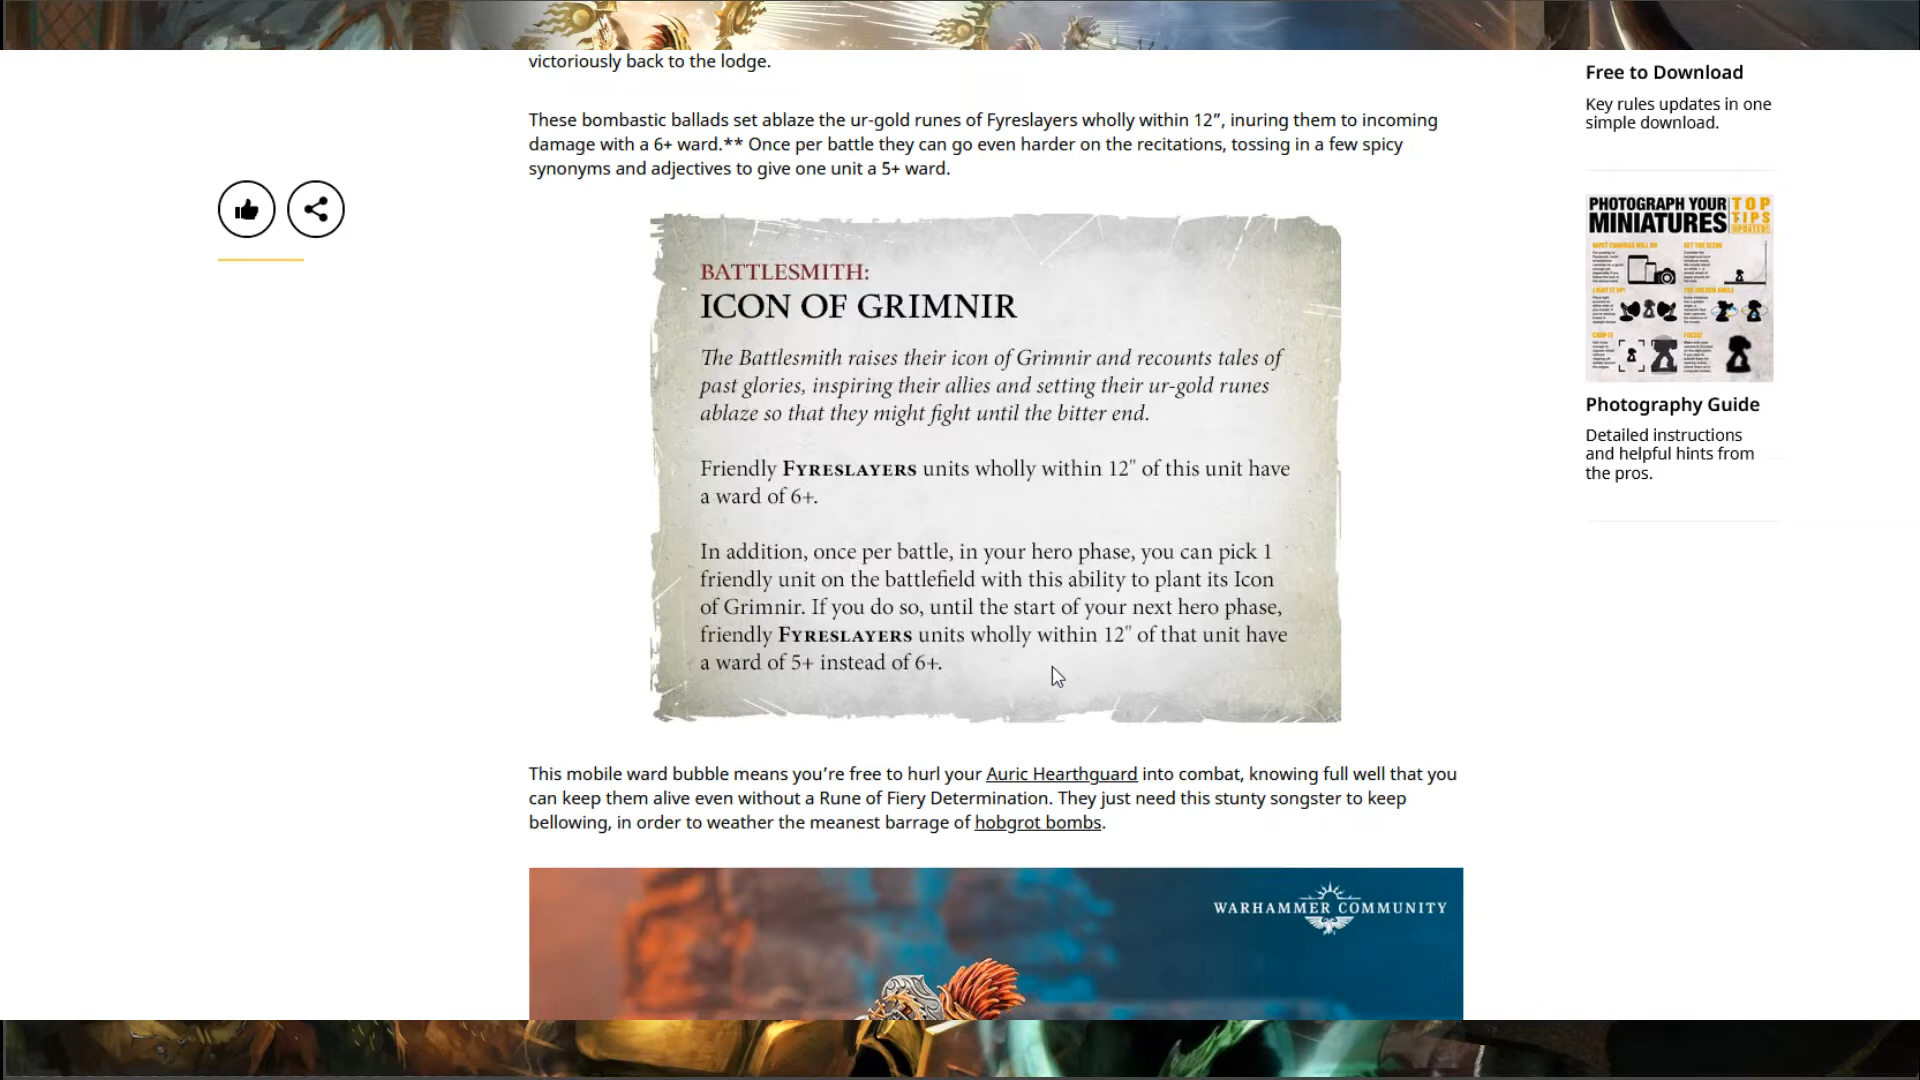 victoriously back to the lodge.
These bombastic ballads set ablaze the ur-gold runes of Fyreslayers wholly within 12”, inuring them to incoming
damage with a 6+ ward.** Once per battle they can go even harder on the recitations, tossing in a few spicy
synonyms and adjectives to give one unit a 5+ ward.
BATTLESMITH:
ICON OF GRIMNIR
The Battlesmith raises their icon of Grimnir and recounts tales of
past glories, inspiring their allies and setting their ur-gold runes
ablaze so that they might fight until the bitter end.
Friendly FYRESLAYERS units wholly within 12" of this unit have
a ward of 6+.
In addition, once per battle, in your hero phase, you can pick 1
friendly unit on the battlefield with this ability to plant its Icon
of Grimnir. If you do so, until the start of your next hero phase,
friendly FYRESLAYERS units wholly within 12" of that unit have
a ward of 5+ instead of 6+.
This mobile ward bubble means you’re free to hurl your Auric Hearthguard into combat, knowing full well that you
can keep them alive even without a Rune of Fiery Determination. They just need this stunty songster to keep
bellowing, in order to weather the meanest barrage of hobgrot bombs.
WARHAMMER COMMUNITY
Free to Download
Key rules updates in one
simple download.
PHOTOGRAPH YOUR
MINIATURES
TOP
TIPS
UPDATED!
Photography Guide
Detailed instructions
and helpful hints from
the pros.